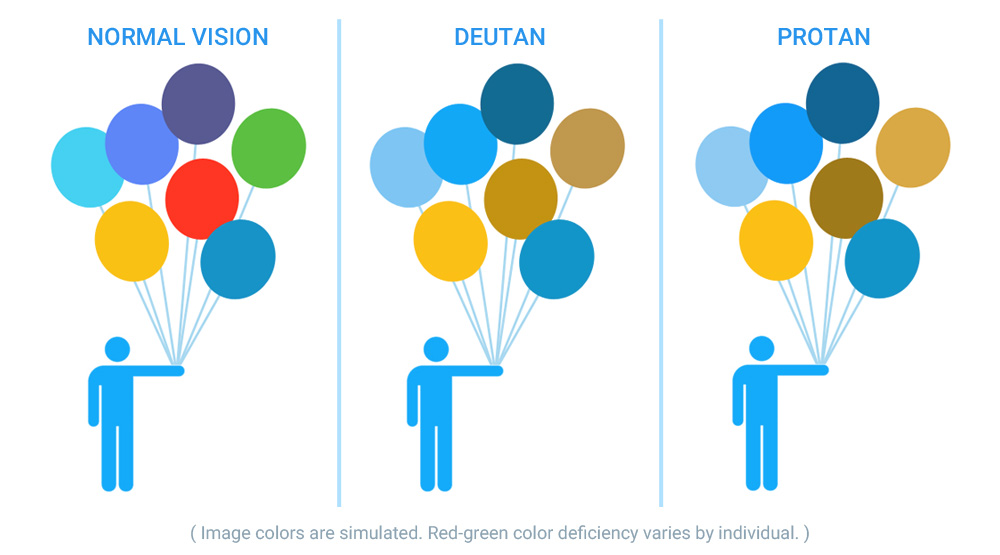 NORMAL VISION
DEUTAN
PROTAN
( Image colors are simulated. Red-green color deficiency varies by individual. )